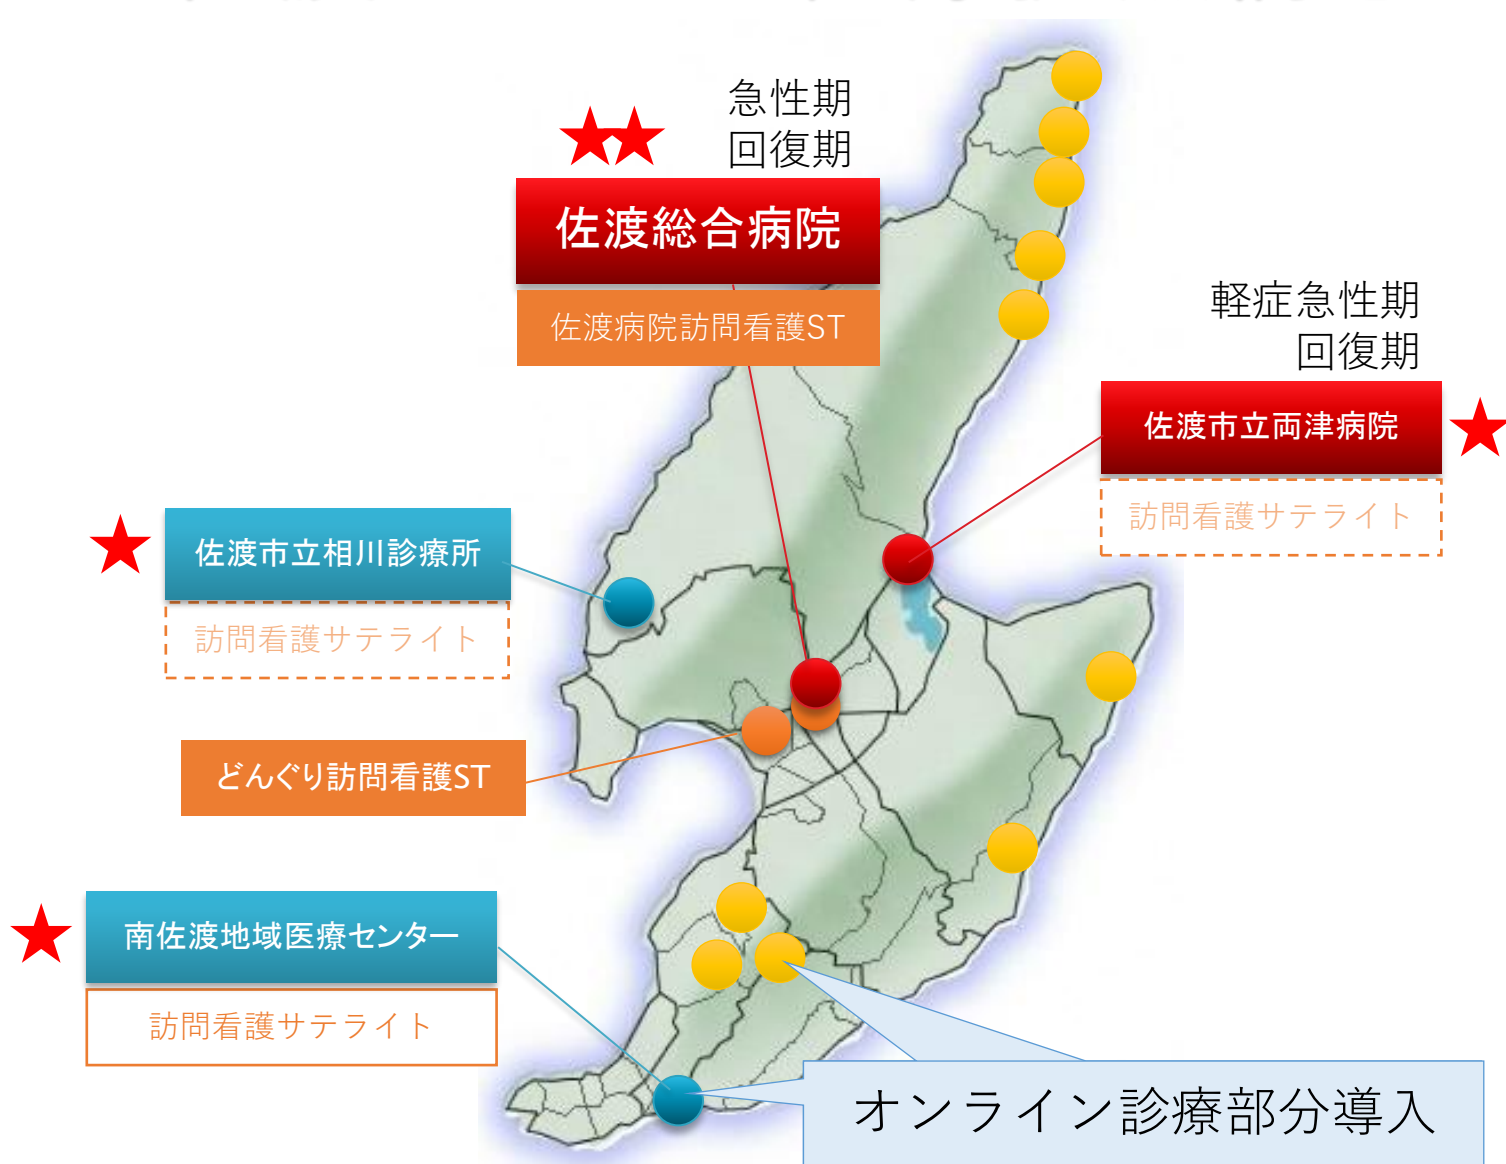 急性期
回復期
佐渡総合病院
佐渡病院訪問看護ST
軽症急性期
回復期
佐渡市立両津病院
訪問看護サテライト
佐渡市立相川診療所
訪問看護サテライト
どんぐり訪問看護ST
南佐渡地域医療センター
訪問看護サテライト
オンライン診療部分導入